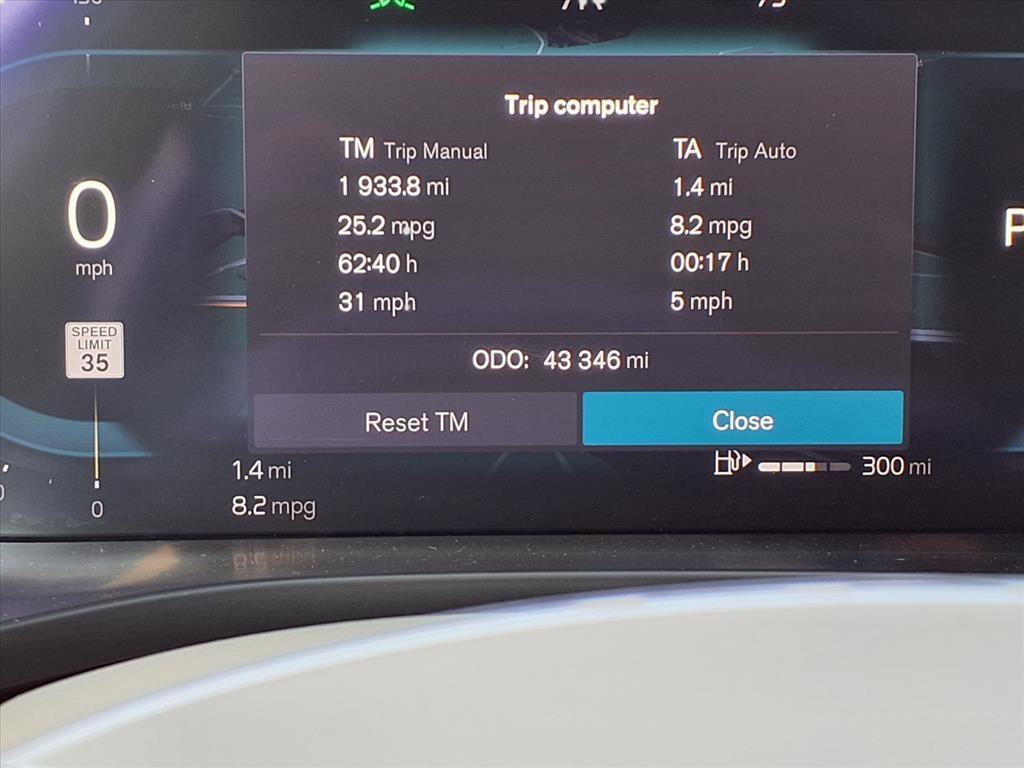 Trip computer
TM Trip Manual
TA Trip Auto
1 933.8 mi
1.4 mi
25.2 mpg
8.2 mpg
62:40 h
00:17 h
31 mph
5 mph
ODO: 43 346 mi
Reset TM
Close
0
mph
P
SPEED
LIMIT
35
0
1.4 mi
8.2 mpg
300 mi